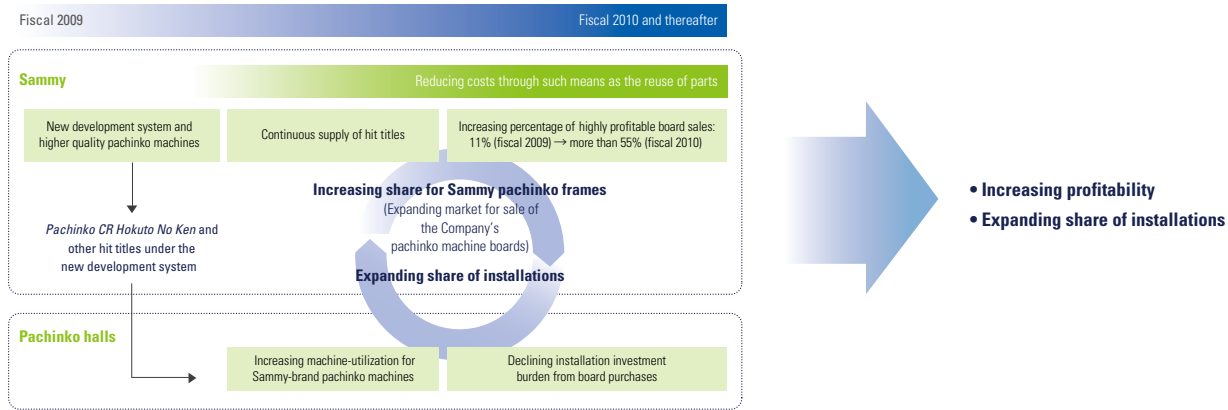 Fiscal 2009
Fiscal 2010 and thereafter
Sammy
Reducing costs through such means as the reuse of parts
New development system and
higher quality pachinko machines
Continuous supply of hit titles
Increasing percentage of highly profitable board sales:
11% (fiscal 2009) → more than 55% (fiscal 2010)
Increasing share for Sammy pachinko frames
(Expanding market for sale of
the Company's
pachinko machine boards)
Pachinko CR Hokuto No Ken and
other hit titles under the
new development system
Expanding share of installations
Pachinko halls
Increasing machine-utilization for
Sammy-brand pachinko machines
Declining installation investment
burden from board purchases
• Increasing profitability
• Expanding share of installations